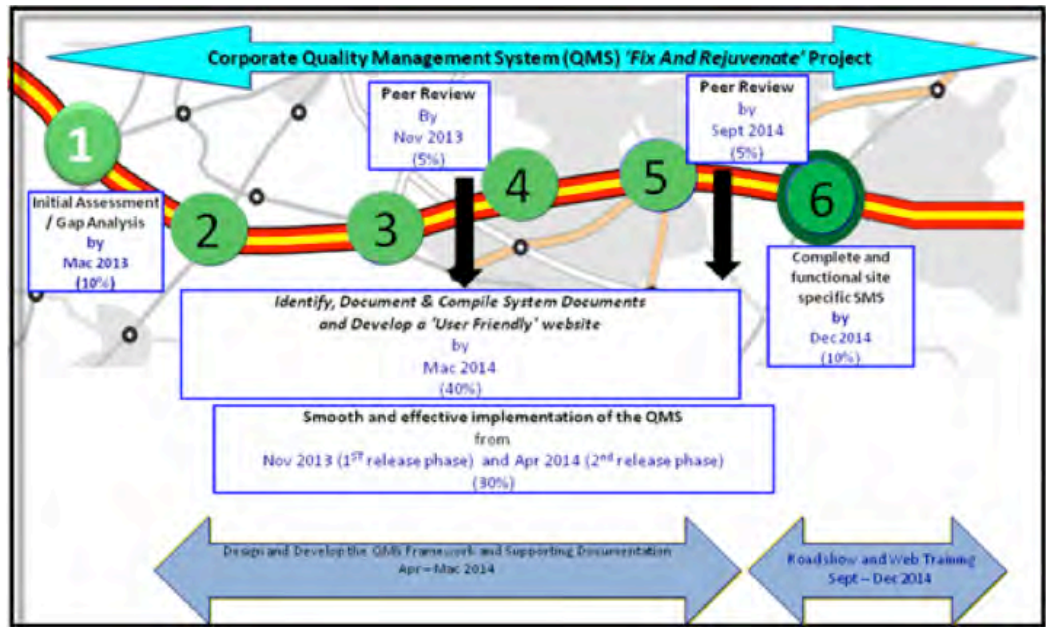 Corporate Quality Management System (QMS) 'Fix And Rejuvenate' Project
Peer Review
By
Nov 2013
(5%)
Peer Review
by
Sept 2014
(5%)
1
2
3
4
5
6
Initial Assessment
/ Gap Analysis
by
Mac 2013
(10%)
Complete and
functional site
specific SMS
by
Dec 2014
(10%)
Identify, Document & Compile System Documents
and Develop a 'User Friendly' website
by
Mac 2014
(40%)
Smooth and effective implementation of the QMS
from
Nov 2013 (1ST release phase) and Apr 2014 (2nd release phase)
(30%)
Design and Develop the QMS Framework and Supporting Documentation
Apr – Mac 2014
Roadshow and Web Training
Sept – Dec 2014